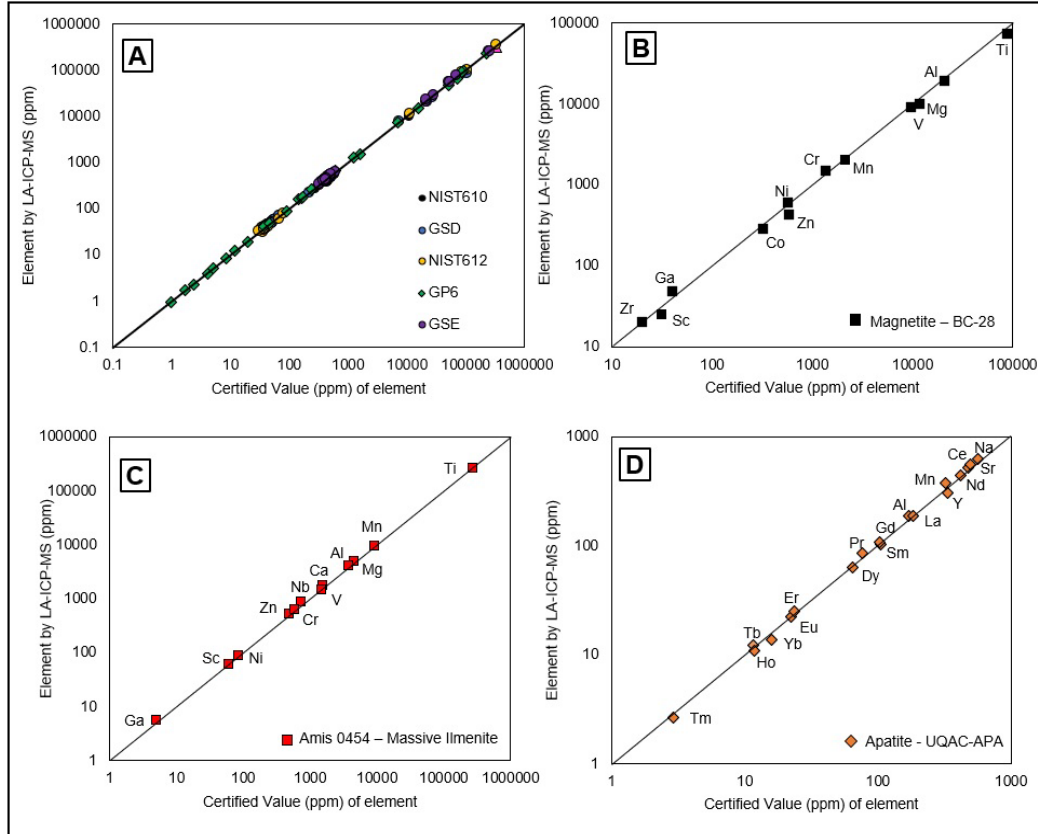 A
Element by LA-ICP-MS (ppm)
1000000
100000
10000
1000
100
10
1
0.1
NIST610
GSD
NIST612
GP6
GSE
0.1 1 10 100 1000 10000 100000 1000000
Certified Value (ppm) of element
B
Element by LA-ICP-MS (ppm)
100000
10000
1000
100
10
Ti
Al
Mg
V
Cr
Mn
Ni
Zn
Co
Ga
Zr
Sc
Magnetite – BC-28
10 100 1000 10000 100000
Certified Value (ppm) of element
C
Element by LA-ICP-MS (ppm)
1000000
100000
10000
1000
100
10
1
Ti
Mn
Al
Mg
Ca
Nb
V
Zn
Cr
Sc
Ni
Ga
Amis 0454 – Massive Ilmenite
1 10 100 1000 10000 100000 1000000
Certified Value (ppm) of element
D
Element by LA-ICP-MS (ppm)
1000
100
10
1
Na
Ce
Sr
Mn
Nd
Y
Al
La
Gd
Sm
Pr
Dy
Er
Eu
Tb
Yb
Ho
Tm
Apatite - UQAC-APA
1 10 100 1000
Certified Value (ppm) of element